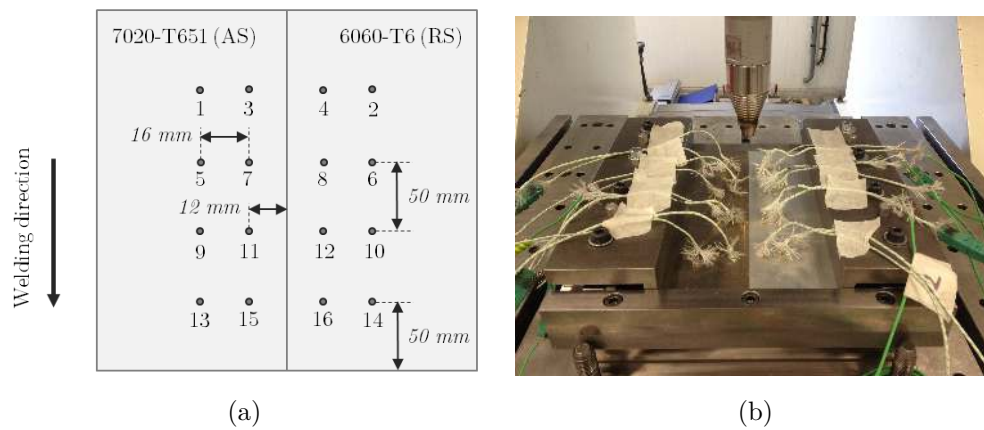 7020-T651 (AS) 6060-T6 (RS)
1 3 4 2
16 mm
5 7 8 6
12 mm 50 mm
9 11 12 10
13 15 16 14
50 mm
Welding direction
(a) (b)